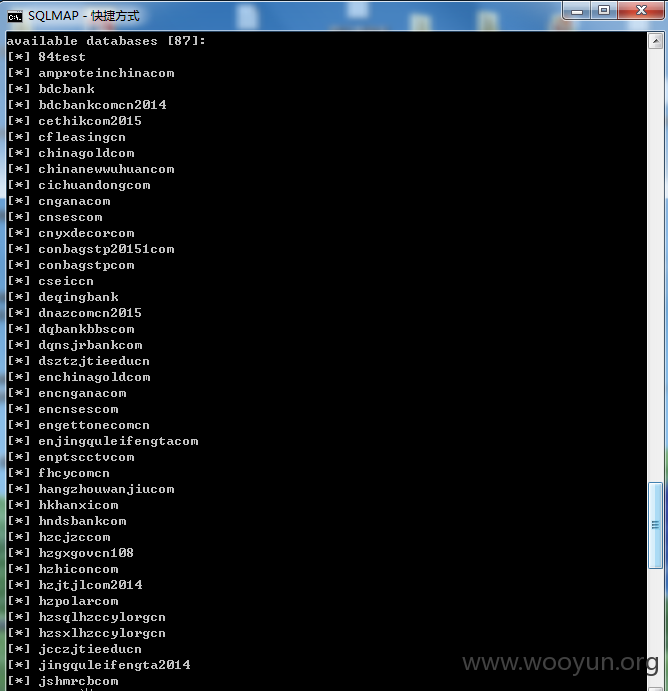 SQLMAP - 快捷方式
available databases [87]:
[*] 84test
[*] amproteinchinacom
[*] bdcbank
[*] bdcbankcomcn2014
[*] cethikcom2015
[*] cfleasingcn
[*] chinagoldcom
[*] chinanewwuhuancom
[*] cichuandongcom
[*] cnganacom
[*] cnsescom
[*] cnyxdecorcom
[*] conbagstp20151com
[*] conbagstpcom
[*] cseiccn
[*] deqingbank
[*] dnazcomcn2015
[*] dqbankbbscom
[*] dqnsjrbankcom
[*] dsztzjtieeducn
[*] enchinagoldcom
[*] encnganacom
[*] encnsescom
[*] engettonecomcn
[*] enjingquleifengtacom
[*] enptscctvcom
[*] fhcycomcn
[*] hangzhouwanjiucom
[*] hkhanxicom
[*] hndsbankcom
[*] hzcjzccom
[*] hzgxgovcn108
[*] hzhiconcom
[*] hzjtjlcom2014
[*] hzpolarcom
[*] hzsqlhzccylorgcn
[*] hzsxlhzccylorgcn
[*] jcczjtieeducn
[*] jingquleifengta2014
[*] jshmrcbcom
www.wooyun.org